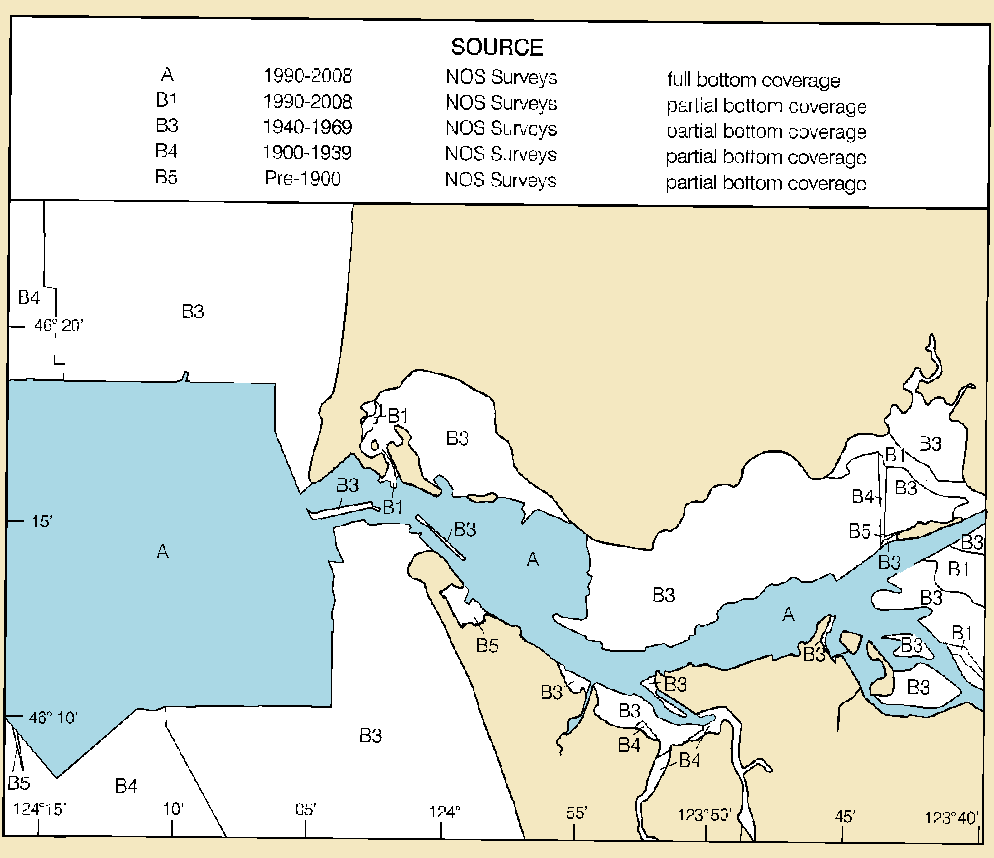 SOURCE
A 1990-2008 NOS Surveys full bottom coverage
B1 1990-2008 NOS Surveys partial bottom coverage
B3 1940-1969 NOS Surveys partial bottom coverage
B4 1900-1939 NOS Surveys partial bottom coverage
B5 Pre-1900 NOS Surveys partial bottom coverage
B4
B3
46° 20'
B1
B3
B3
B1
B3
B1
B4
B3
B3
15'
A
B3
A
B5
B3
B3
B1
B3
A
B3
B5
B3
B1
B3
B3
B3
B3
B3
46° 10'
B3
B4
B4
B5
B4
124°15'
10'
05'
124°
55'
123°50'
45'
123°40'